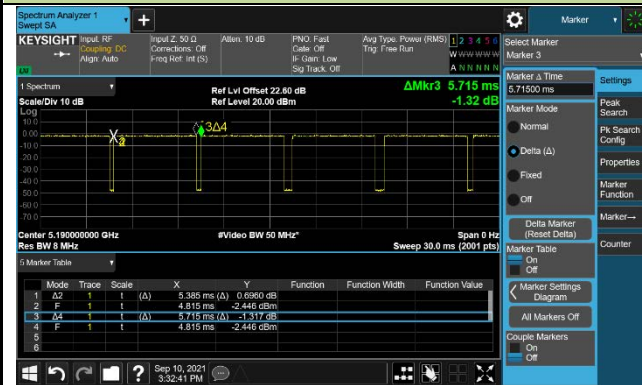 Spectrum Analyzer 1
Swept SA
+
Marker
KEYSIGHT
Input: RF
Coupling: DC
Align: Auto
Input Z: 50 Ω
Corrections: Off
Freq Ref: Int (S)
Atten: 10 dB
PNO: Fast
Gate: Off
IF Gain: Low
Sig Track: Off
Avg Type: Power (RMS)
Trig: Free Run
1 2 3 4 5 6
W W W W W W
A N N N N N
Select Marker
Marker 3
1 Spectrum
Scale/Div 10 dB
Log
Ref Lvl Offset 22.60 dB
Ref Level 20.00 dBm
ΔMkr3 5.715 ms
-1.32 dB
10.0
0.00
-10.0
-20.0
-30.0
-40.0
-50.0
-60.0
-70.0
3Δ4
Center 5.190000000 GHz
Res BW 8 MHz
#Video BW 50 MHz*
Span 0 Hz
Sweep 30.0 ms (2001 pts)
5 Marker Table
Mode Trace Scale X Y Function Function Width Function Value
1 Δ2 1 t (Δ) 5.385 ms (Δ) 0.6960 dB
2 F 1 t 4.815 ms -2.446 dBm
3 Δ4 1 t (Δ) 5.715 ms (Δ) -1.317 dB
4 F 1 t 4.815 ms -2.446 dBm
5
6
Marker Δ Time
5.71500 ms
Marker Mode
Normal
Delta (Δ)
Fixed
Off
Delta Marker
(Reset Delta)
Marker Table
On
Off
Marker Settings
Diagram
All Markers Off
Couple Markers
On
Off
Settings
Peak
Search
Pk Search
Config
Properties
Marker
Function
Marker→
Counter
?
Sep 10, 2021
3:32:41 PM